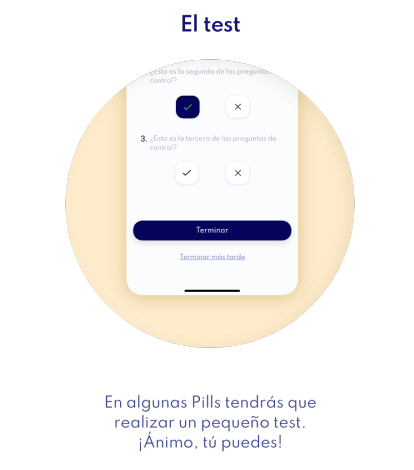 El test
¿Esta es la segunda de las preguntas de
control?
3. ¿Esta es la tercera de las preguntas de
control?
Terminar
Terminar más tarde
En algunas Pills tendrás que
realizar un pequeño test.
¡Ánimo, tú puedes!